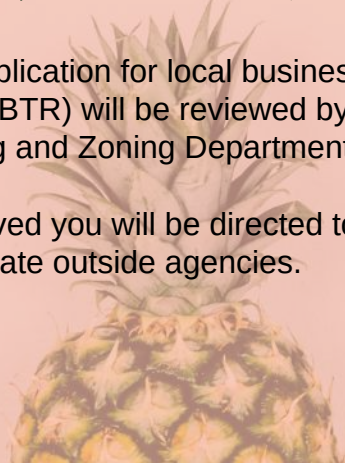 plication for local busines
BTR) will be reviewed by
g and Zoning Department
ved you will be directed to
ate outside agencies.